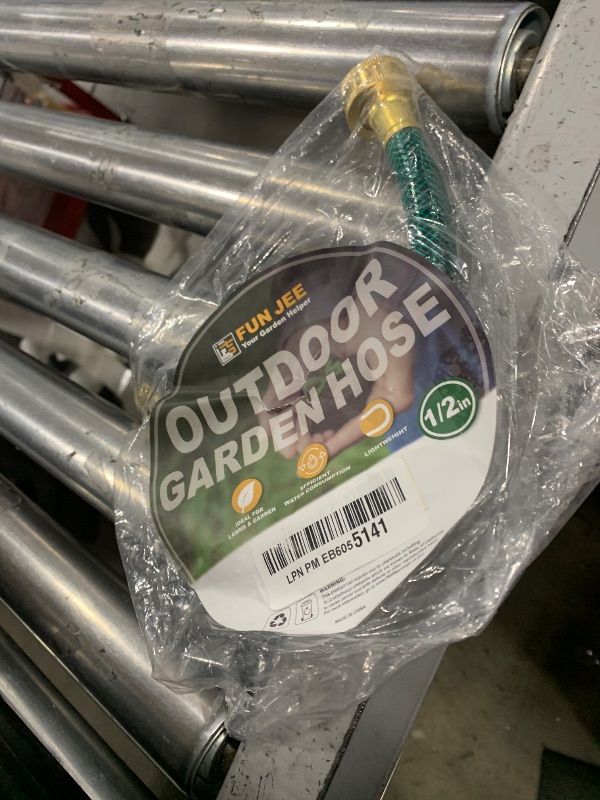 FUN JEE
Your Garden Helper
OUTDOOR
GARDEN HOSE
1/2in
IDEAL FOR
LAWNS & GARDEN
EFFICIENT
WATER CONSUMPTION
LIGHTWEIGHT
LPN PM EB6055141
WARNING:
MADE IN CHINA